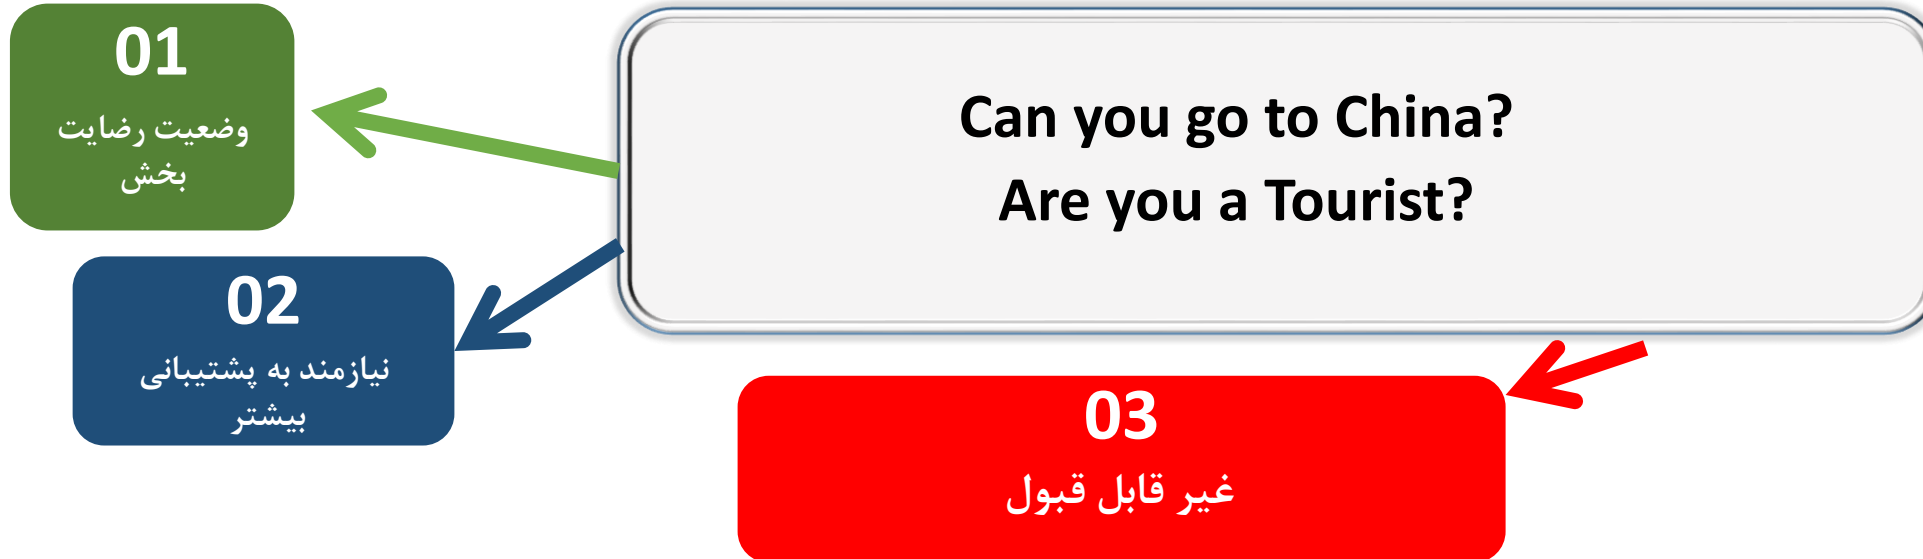 01
وضعیت رضایت
بخش
Can you go to China?
Are you a Tourist?
02
نیازمند به پشتیبانی
بیشتر
03
غیر قابل قبول